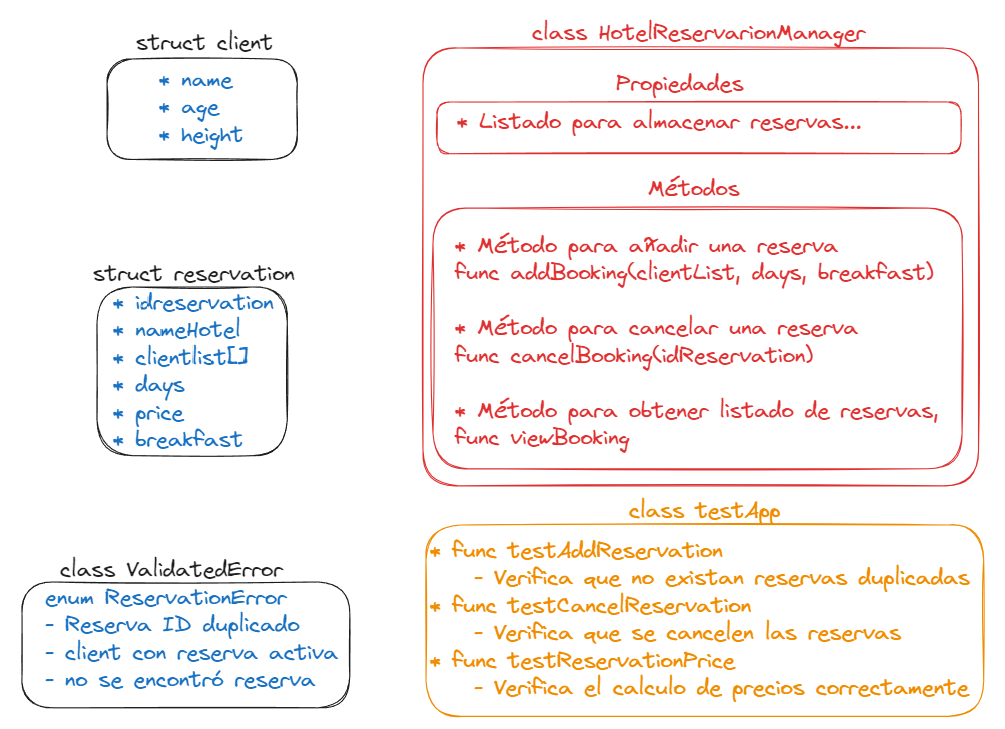 struct client
* name
* age
* height
struct reservation
* idreservation
* nameHotel
* clientlist[]
* days
* price
* breakfast
class ValidatedError
enum ReservationError
- Reserva ID duplicado
- client con reserva activa
- no se encontró reserva
class HotelReservarionManager
Propiedades
* Listado para almacenar reservas...
Métodos
* Método para añadir una reserva
func addBooking(clientList, days, breakfast)
* Método para cancelar una reserva
func cancelBooking(idReservation)
* Método para obtener listado de reservas,
func viewBooking
class testApp
* func testAddReservation
- Verifica que no existan reservas duplicadas
* func testCancelReservation
- Verifica que se cancelen las reservas
* func testReservationPrice
- Verifica el calculo de precios correctamente